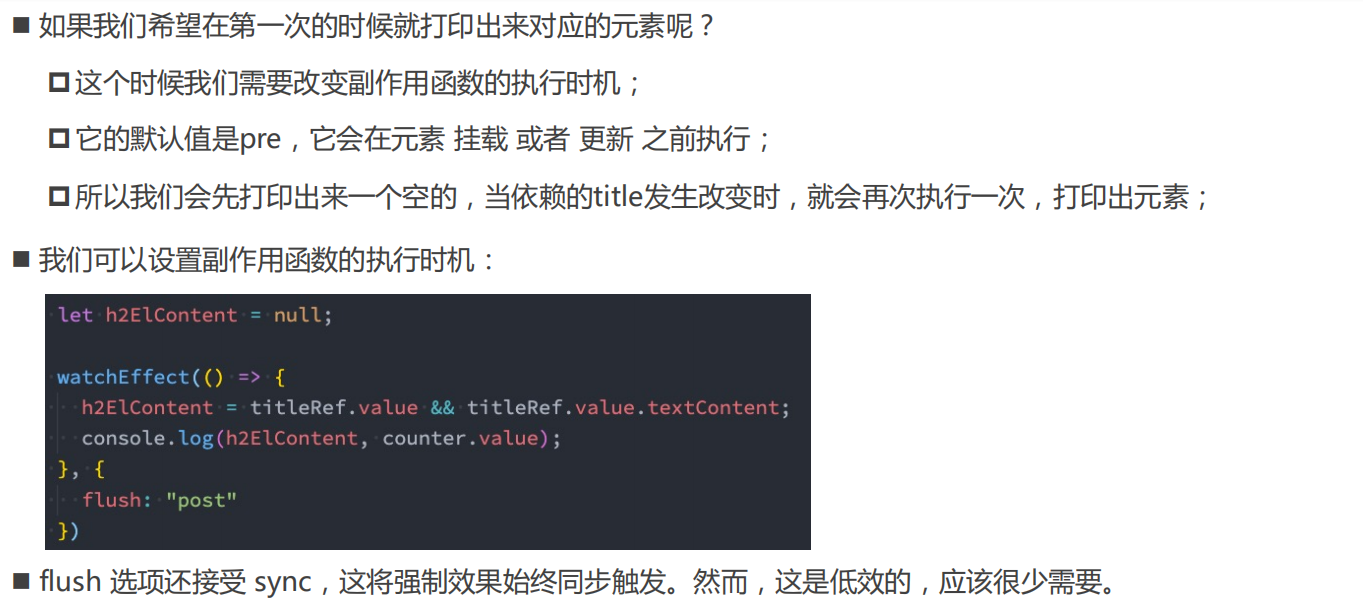 ■ 如果我们希望在第一次的时候就打印出来对应的元素呢？
这个时候我们需要改变副作用函数的执行时机；
它的默认值是pre，它会在元素 挂载 或者 更新 之前执行；
所以我们会先打印出来一个空的，当依赖的title发生改变时，就会再次执行一次，打印出元素；
■ 我们可以设置副作用函数的执行时机：
let h2ElContent = null;
watchEffect(() => {
h2ElContent = titleRef.value && titleRef.value.textContent;
console.log(h2ElContent, counter.value);
}, {
flush: "post"
})
■ flush 选项还接受 sync，这将强制效果始终同步触发。然而，这是低效的，应该很少需要。